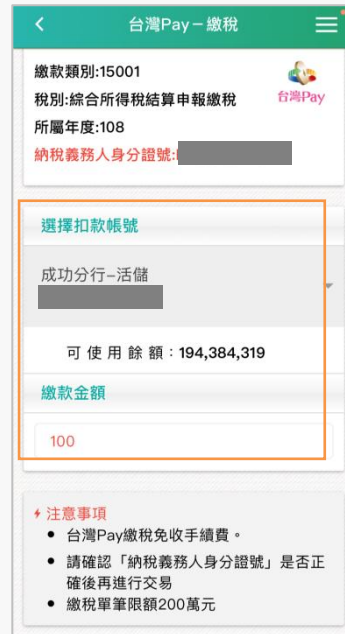 台灣Pay－繳稅
繳款類別:15001
稅別:綜合所得稅結算申報繳稅
台灣Pay
所屬年度:108
納稅義務人身分證號:
選擇扣款帳號
成功分行–活儲
可使用餘額：194,384,319
繳款金額
100
注意事項
台灣Pay繳稅免收手續費。
請確認「納稅義務人身分證號」是否正
確後再進行交易
繳稅單筆限額200萬元